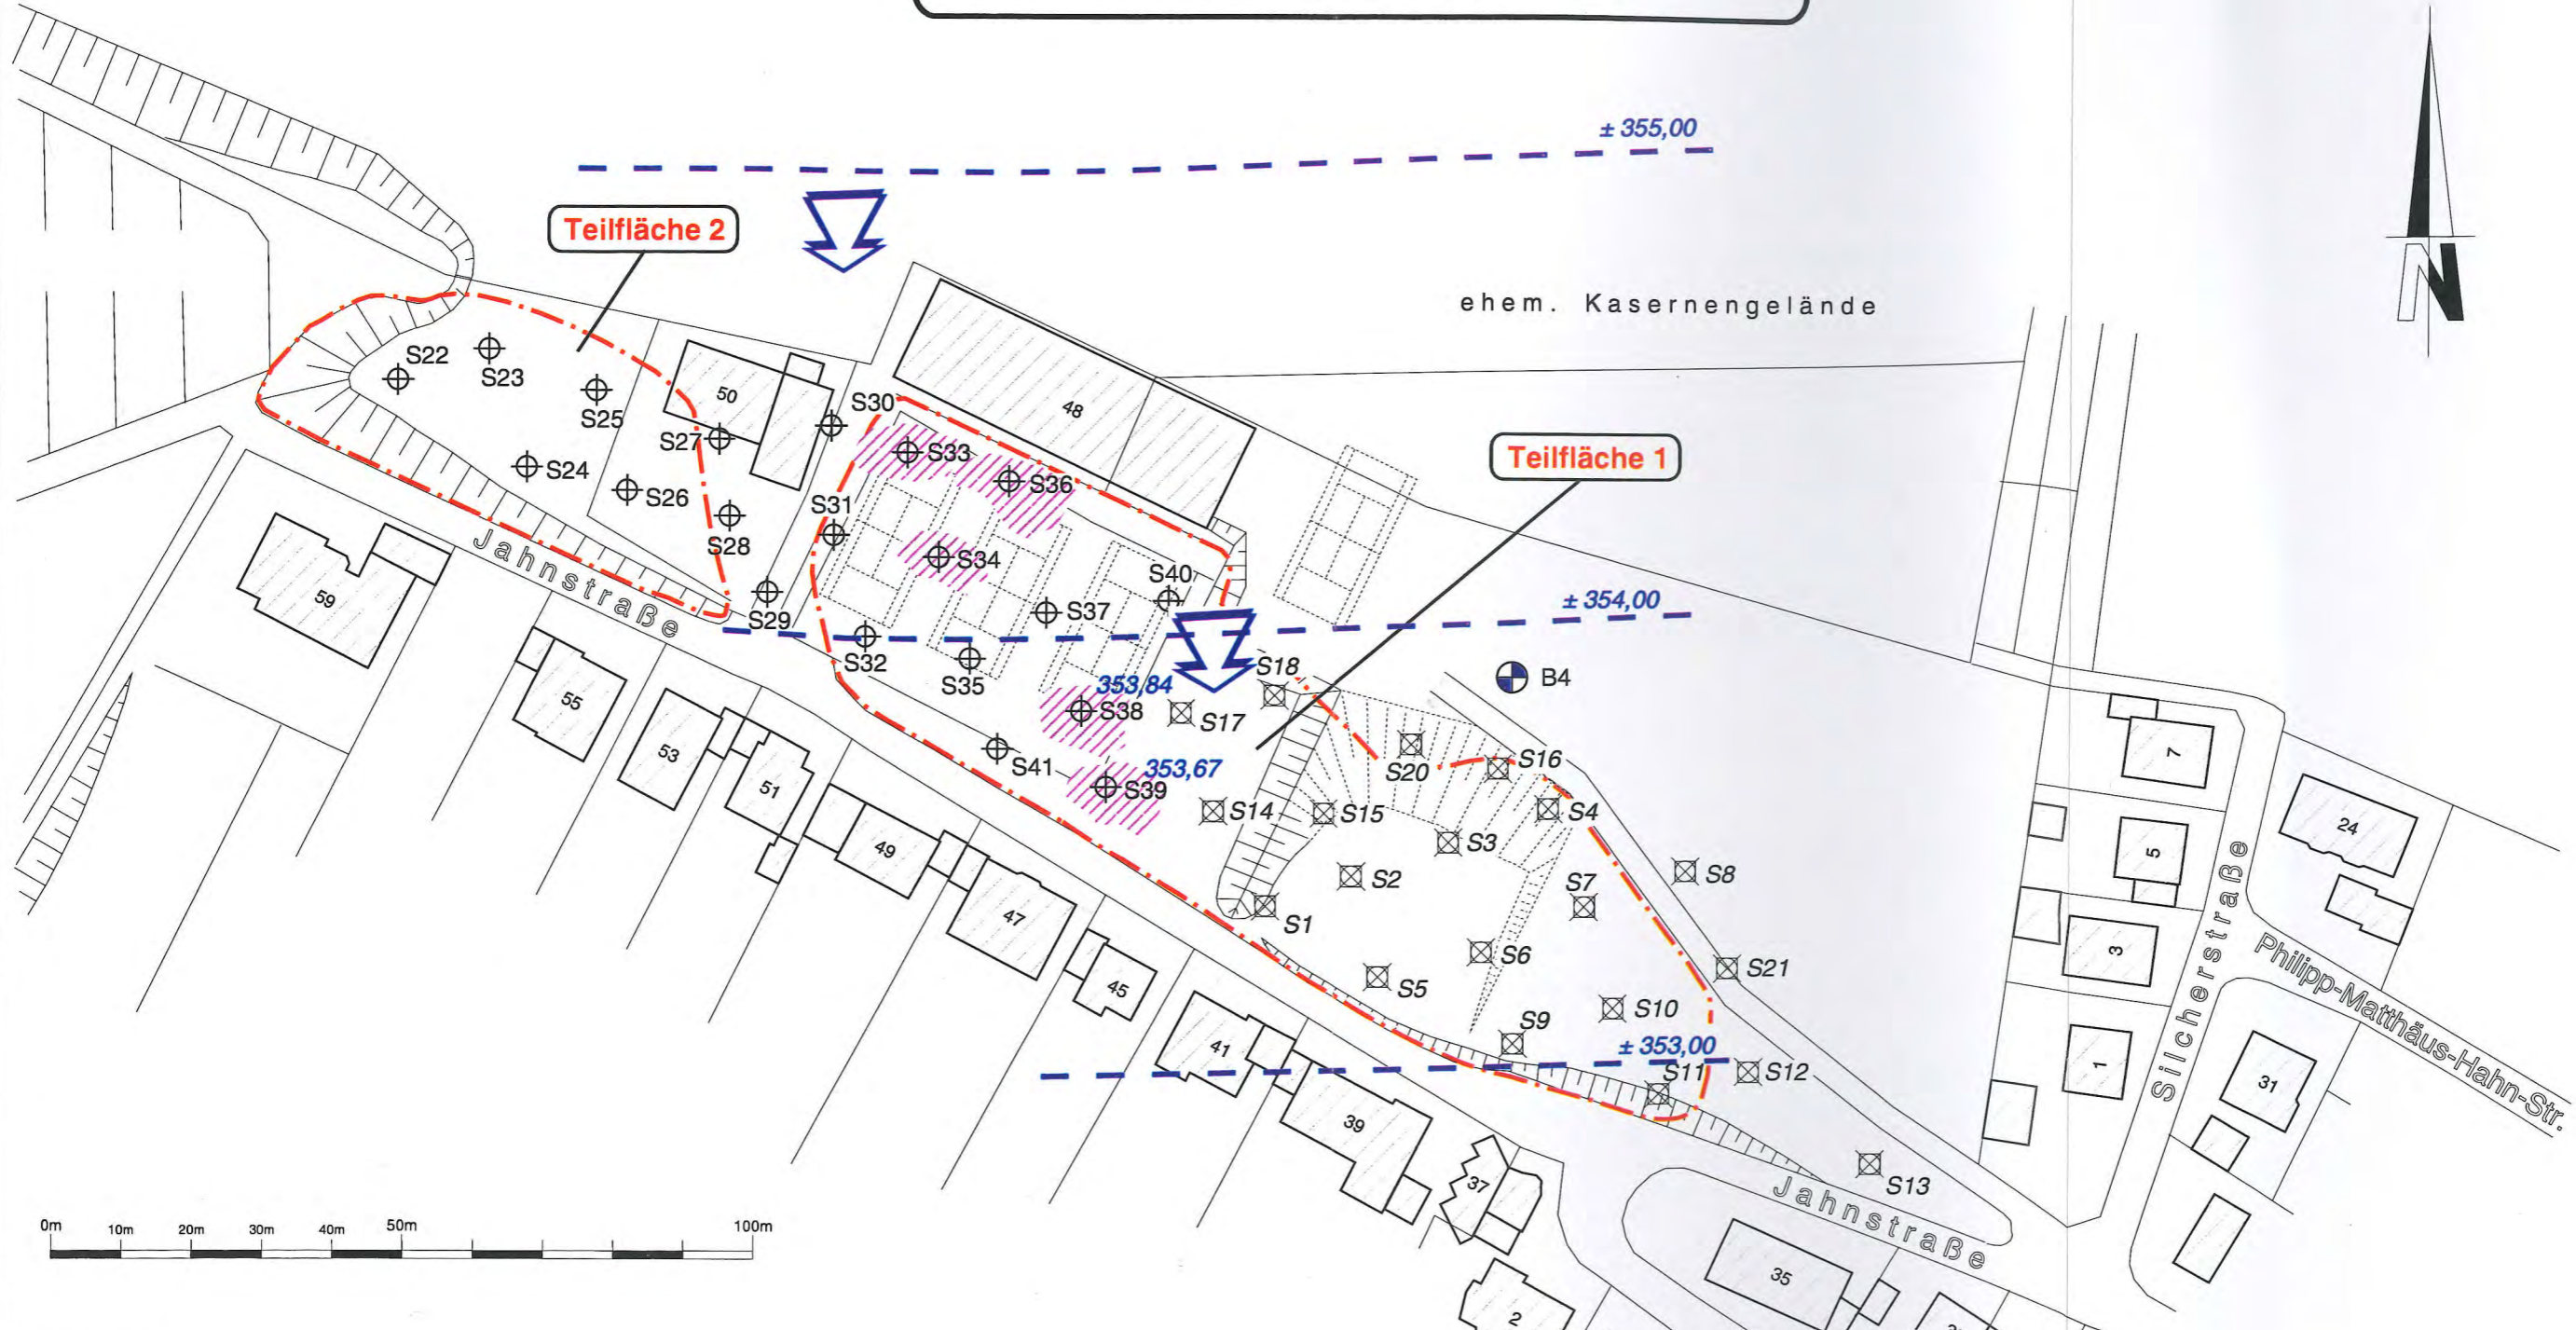 ± 355,00
Teilfläche 2
ehem. Kasernengelände
N
S22
S23
S25
50
S30
48
S27
S33
S24
S36
Teilfläche 1
S26
S31
S28
S34
Jahnstraße
59
S40
S29
S37
± 354,00
S32
S35
S18
353,84
B4
55
S38
S17
53
S41
353,67
S20
S16
7
51
S39
S14
S15
S4
24
49
S3
5
S2
S8
S7
47
S1
3
S6
S21
45
S5
S10
Silcherstraße
Philipp-Matthäus-Hahn-Str.
S9
41
± 353,00
S11
S12
1
31
39
37
S13
Jahnstraße
0m
10m
20m
30m
40m
50m
100m
35
2